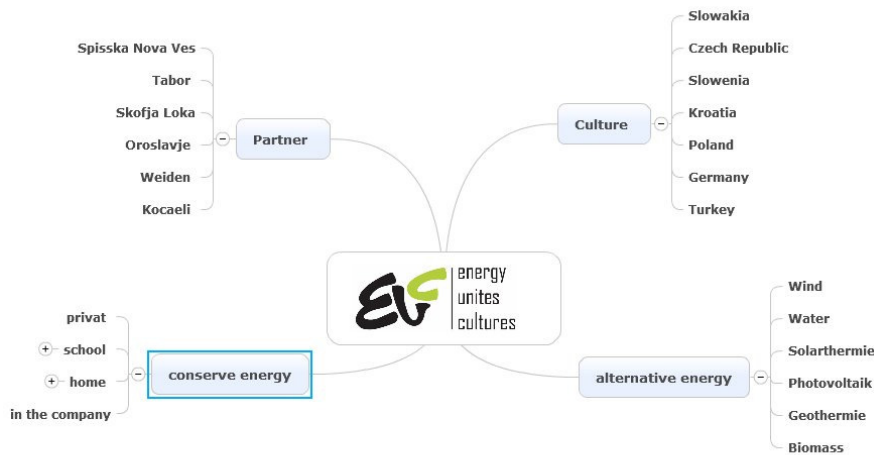 Partner
Spisska Nova Ves
Tabor
Skofja Loka
Oroslavje
Weiden
Kocaeli
Culture
Slowakia
Czech Republic
Slowenia
Kroatia
Poland
Germany
Turkey
EUC
energy
unites
cultures
conserve energy
privat
school
home
in the company
alternative energy
Wind
Water
Solarthermie
Photovoltaik
Geothermie
Biomass